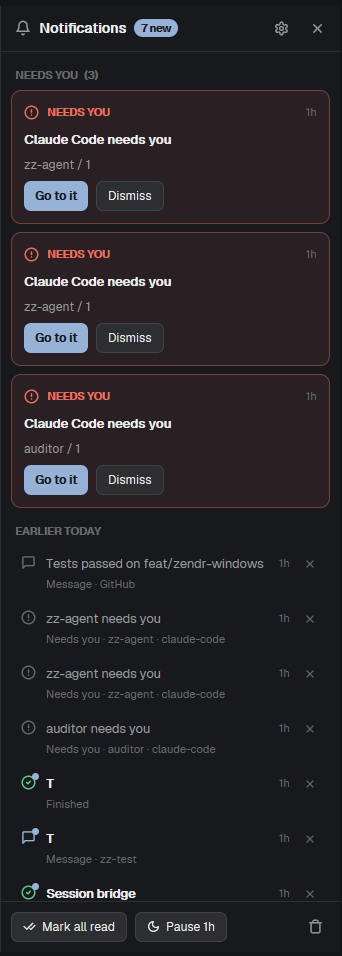 Notifications 7 new
NEEDS YOU (3)
NEEDS YOU 1h
Claude Code needs you
zz-agent / 1
Go to it Dismiss
NEEDS YOU 1h
Claude Code needs you
zz-agent / 1
Go to it Dismiss
NEEDS YOU 1h
Claude Code needs you
auditor / 1
Go to it Dismiss
EARLIER TODAY
Tests passed on feat/zendr-windows 1h
Message · GitHub
zz-agent needs you 1h
Needs you · zz-agent · claude-code
zz-agent needs you 1h
Needs you · zz-agent · claude-code
auditor needs you 1h
Needs you · auditor · claude-code
T 1h
Finished
T 1h
Message · zz-test
Session bridge 1h
Mark all read Pause 1h